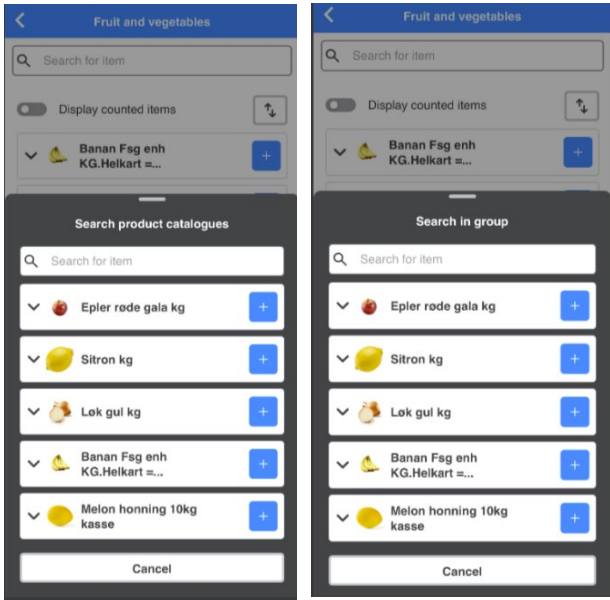 Fruit and vegetables
Search for item
Display counted items
Banan Fsg enh
KG.Helkart =...
Search product catalogues
Search for item
Epler røde gala kg
Sitron kg
Løk gul kg
Banan Fsg enh
KG.Helkart =...
Melon honning 10kg
kasse
Cancel
Fruit and vegetables
Search for item
Display counted items
Banan Fsg enh
KG.Helkart =...
Search in group
Search for item
Epler røde gala kg
Sitron kg
Løk gul kg
Banan Fsg enh
KG.Helkart =...
Melon honning 10kg
kasse
Cancel